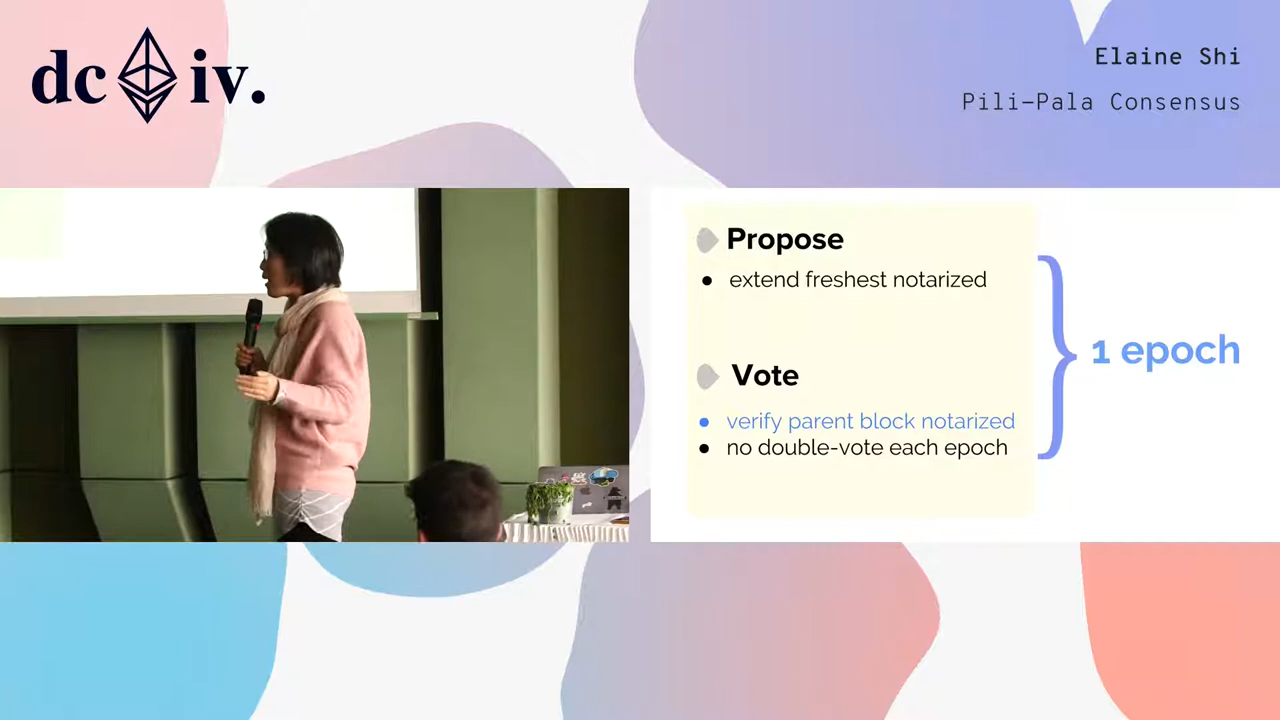 dc iv.
Elaine Shi
Pili-Pala Consensus
Propose
extend freshest notarized
Vote
verify parent block notarized
no double-vote each epoch
1 epoch